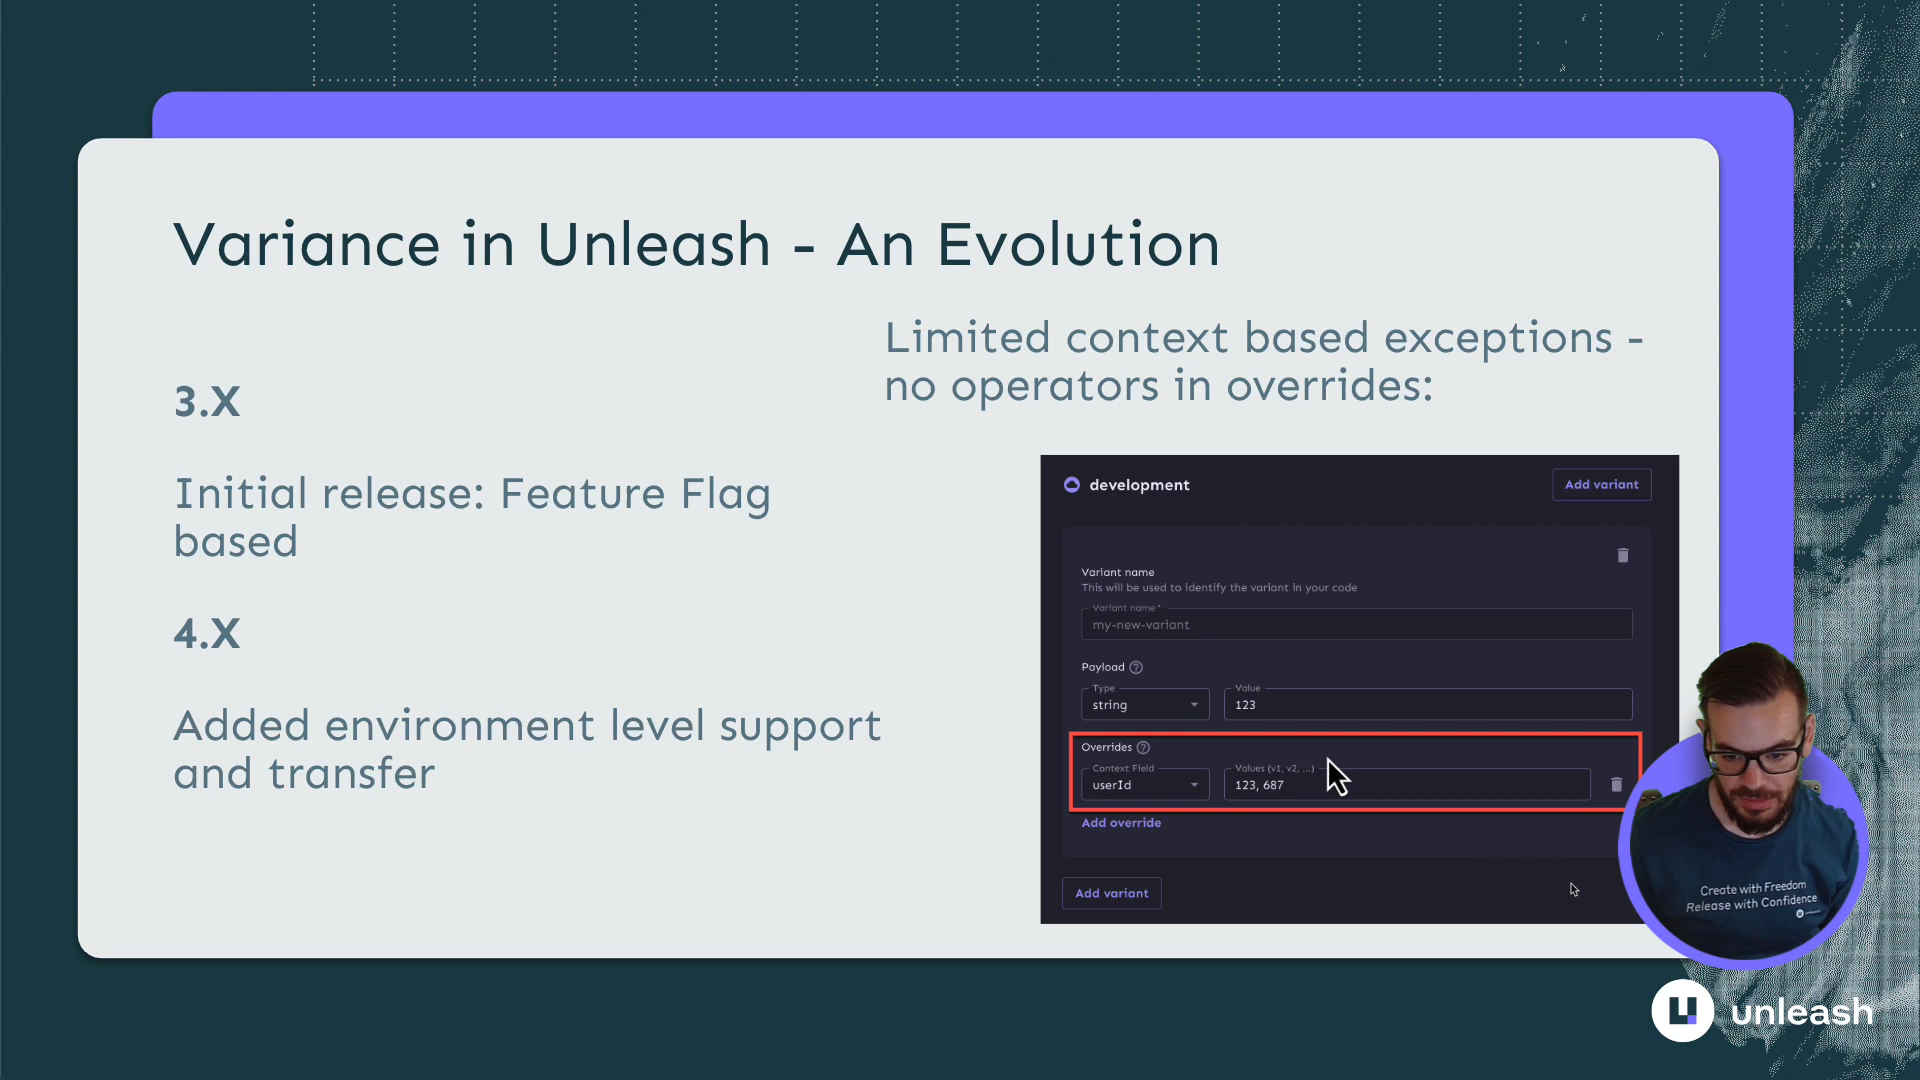 Variance in Unleash - An Evolution
3.X
Initial release: Feature Flag
based
4.X
Added environment level support
and transfer
Limited context based exceptions -
no operators in overrides:
development
Add variant
Variant name
This will be used to identify the variant in your code
Variant name*
my-new-variant
Payload ?
Type
string
Value
123
Overrides ?
Context Field
userId
Values (v1, v2, ...)
123, 687
Add override
Add variant
Create with Freedom
Release with Confidence
unleash
unleash